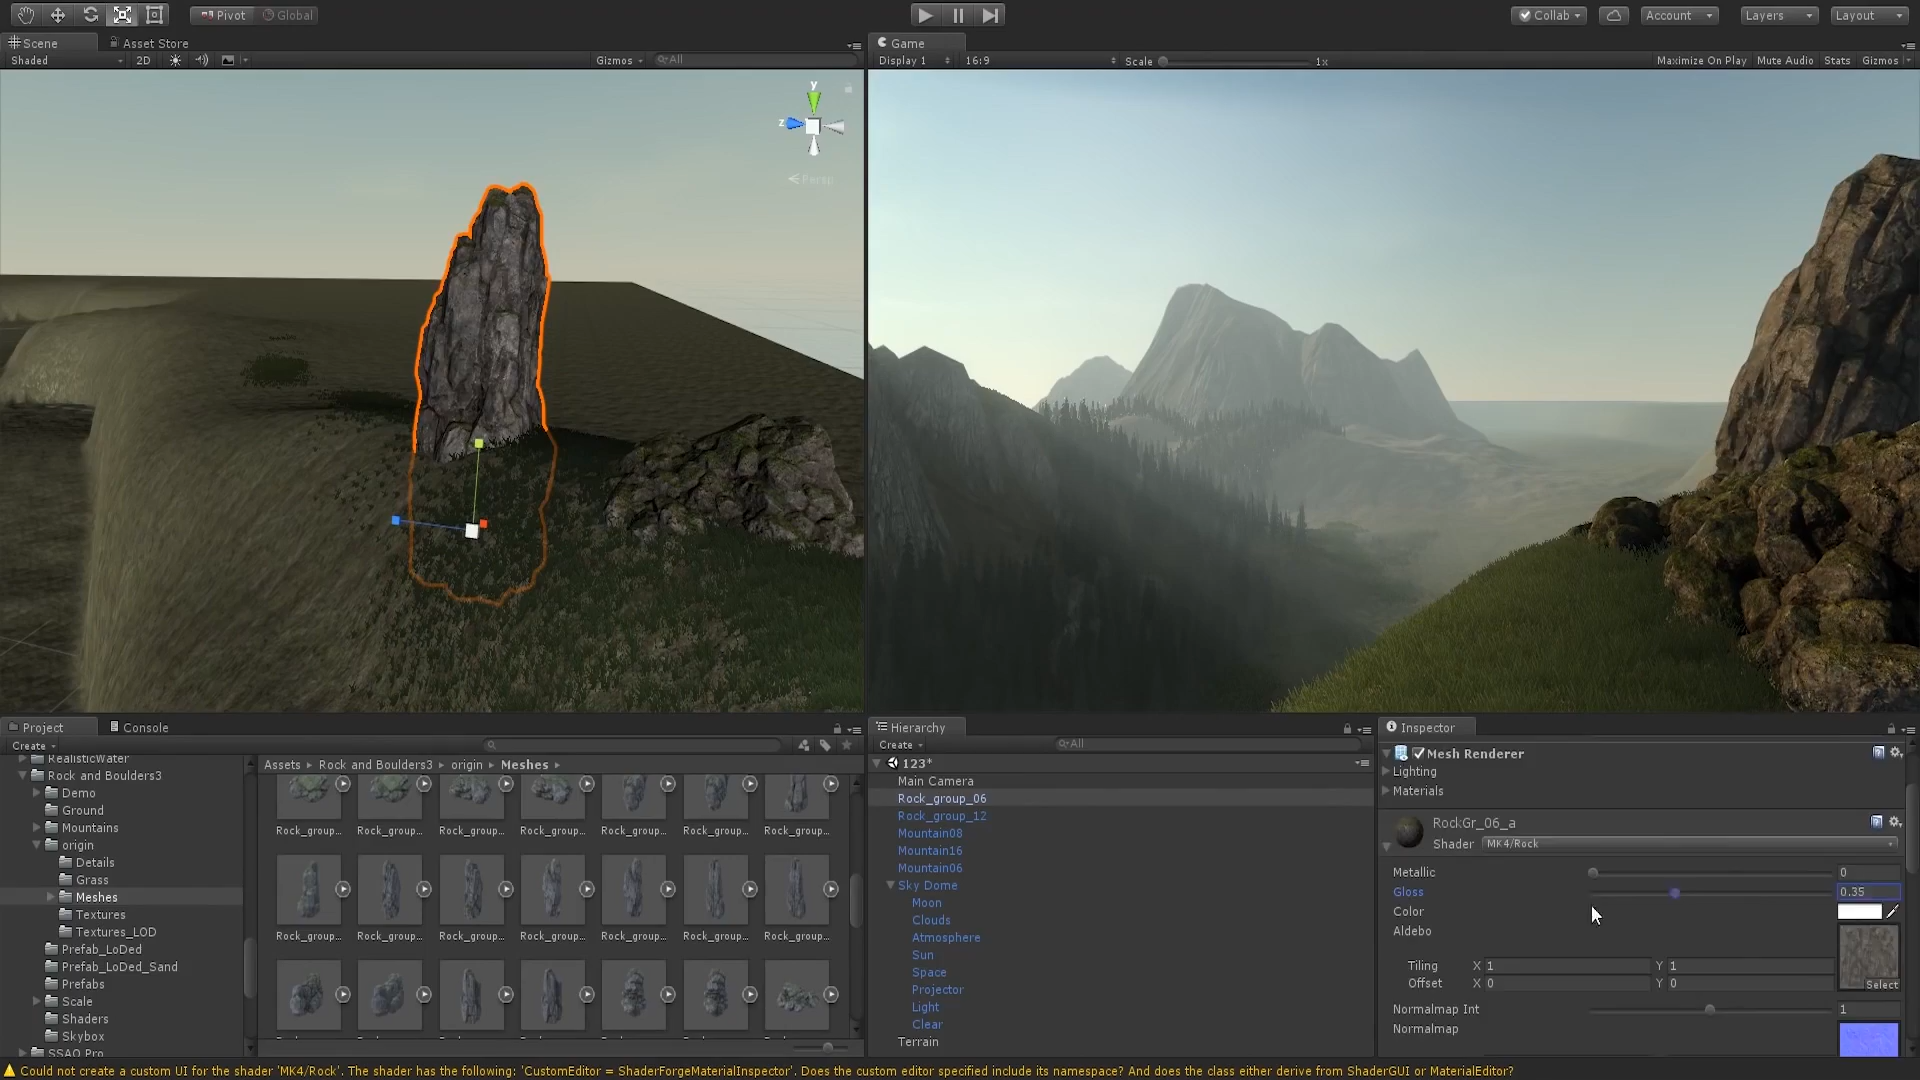 Pivot Global
Collab Account Layers Layout
Scene Asset Store
Shaded 2D Gizmos All
y
z
Persp
Game
Display 1 16:9 Scale 1x Maximize On Play Mute Audio Stats Gizmos
Project Console
Create
RealisticWater
Rock and Boulders3
Demo
Ground
Mountains
origin
Details
Grass
Meshes
Textures
Textures_LOD
Prefab_LoDed
Prefab_LoDed_Sand
Prefabs
Scale
Shaders
Skybox
SSAO Pro
Assets Rock and Boulders3 origin Meshes
Rock_group... Rock_group... Rock_group... Rock_group... Rock_group... Rock_group... Rock_group...
Rock_group... Rock_group... Rock_group... Rock_group... Rock_group... Rock_group... Rock_group...
Hierarchy
Create All
123*
Main Camera
Rock_group_06
Rock_group_12
Mountain08
Mountain16
Mountain06
Sky Dome
Moon
Clouds
Atmosphere
Sun
Space
Projector
Light
Clear
Terrain
Inspector
Mesh Renderer
Lighting
Materials
RockGr_06_a
Shader MK4/Rock
Metallic 0
Gloss 0.35
Color
Aldebo
Tiling X 1 Y 1
Offset X 0 Y 0
Select
Normalmap Int 1
Normalmap
Could not create a custom UI for the shader 'MK4/Rock'. The shader has the following: 'CustomEditor = ShaderForgeMaterialInspector'. Does the custom editor specified include its namespace? And does the class either derive from ShaderGUI or MaterialEditor?